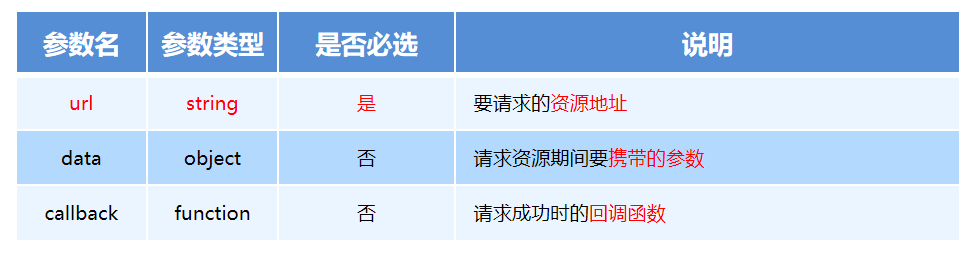 参数名 参数类型 是否必选 说明
url string 是 要请求的资源地址
data object 否 请求资源期间要携带的参数
callback function 否 请求成功时的回调函数